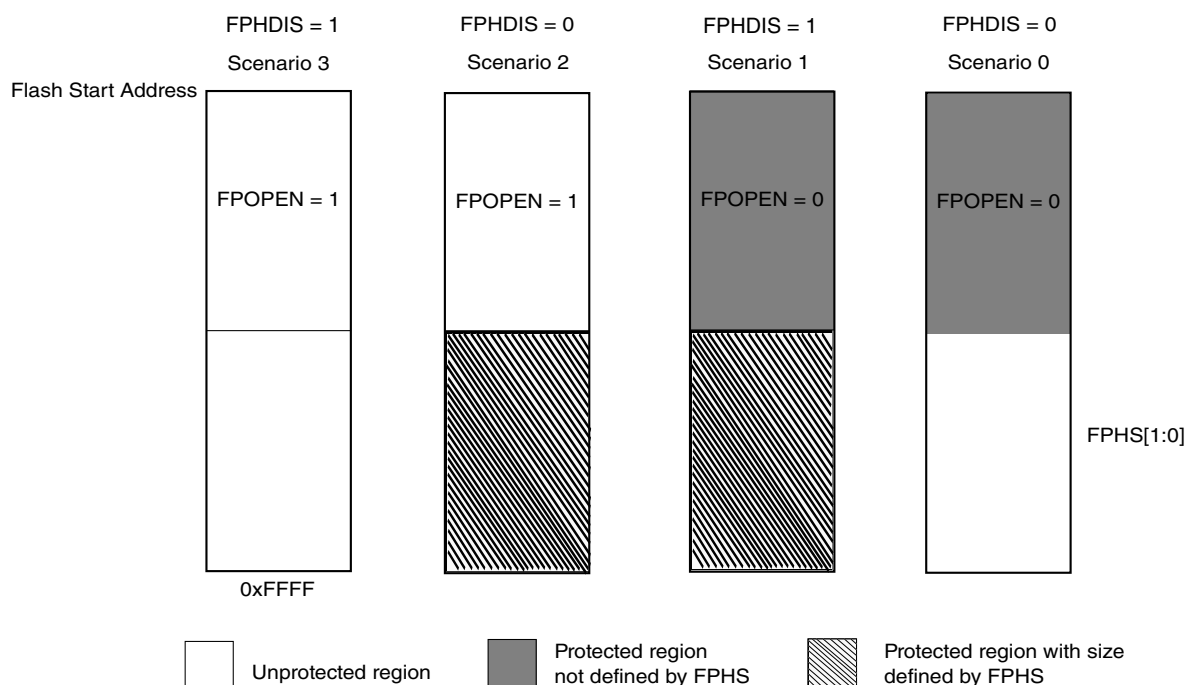 FPHDIS = 1 FPHDIS = 0 FPHDIS = 1 FPHDIS = 0
Scenario 3 Scenario 2 Scenario 1 Scenario 0
Flash Start Address
FPOPEN = 1 FPOPEN = 1 FPOPEN = 0 FPOPEN = 0
FPHS[1:0]
0xFFFF
Unprotected region
Protected region
not defined by FPHS
Protected region with size
defined by FPHS